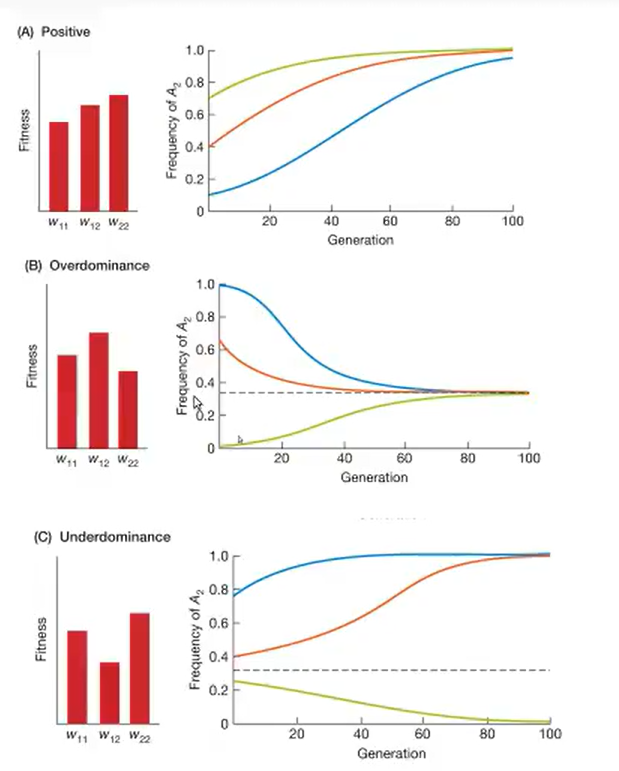 (A) Positive
Fitness
w11 w12 w22
Frequency of A2
1.0
0.8
0.6
0.4
0.2
0
20 40 60 80 100
Generation
(B) Overdominance
Fitness
w11 w12 w22
Frequency of A2
1.0
0.8
0.6
0.4
0.2
0
20 40 60 80 100
Generation
(C) Underdominance
Fitness
w11 w12 w22
Frequency of A2
1.0
0.8
0.6
0.4
0.2
0
20 40 60 80 100
Generation